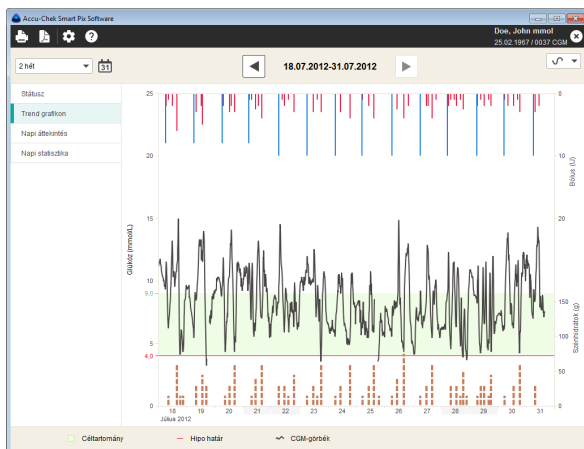 Accu-Chek Smart Pix Software
Doe, John mmol
25.02.1967 / 0037 CGM
2 hét
31
18.07.2012-31.07.2012
Státusz
Trend grafikon
Napi áttekintés
Napi statisztika
Glükóz (mmol/L)
25
20
15
10
9,0
5
4,0
0
0
10
20
Bólus (U)
150
100
50
0
Szénhidrátok (g)
18 19 20 21 22 23 24 25 26 27 28 29 30 31
Július 2012
Céltartomány
Hipo határ
CGM-görbék